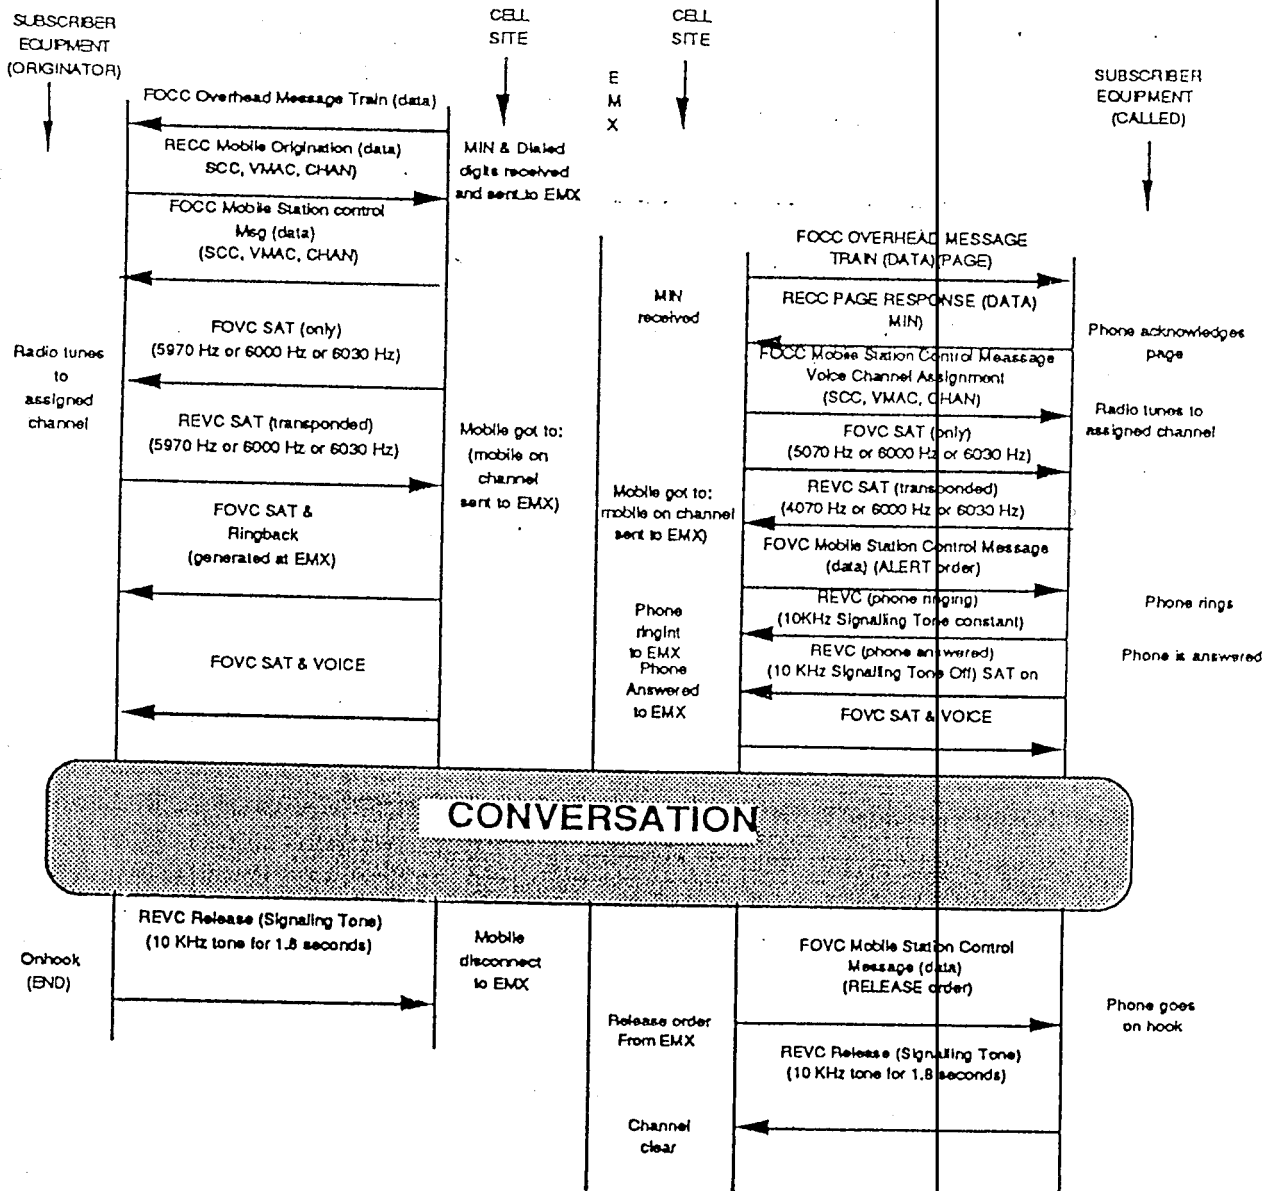 SUBSCRIBER
EQUIPMENT
(ORIGINATOR)
CELL
SITE
CELL
SITE
E
M
X
SUBSCRIBER
EQUIPMENT
(CALLED)
FOCC Overhead Message Train (data)
RECC Mobile Origination (data)
SCC, VMAC, CHAN)
MIN & Dialed
digits received
and sent to EMX
FOCC Mobile Station control
Msg (data)
(SCC, VMAC, CHAN)
FOVC SAT (only)
(5970 Hz or 6000 Hz or 6030 Hz)
Radio tunes
to
assigned
channel
REVC SAT (transponded)
(5970 Hz or 6000 Hz or 6030 Hz)
Mobile got to:
(mobile on
channel
sent to EMX)
FOVC SAT &
Ringback
(generated at EMX)
FOVC SAT & VOICE
FOCC OVERHEAD MESSAGE
TRAIN (DATA)(PAGE)
MIN
received
RECC PAGE RESPONSE (DATA)
MIN)
Phone acknowledges
page
FOCC Mobile Station Control Meassage
Voice Channel Assignment
(SCC, VMAC, CHAN)
Radio tunes to
assigned channel
FOVC SAT (only)
(5070 Hz or 6000 Hz or 6030 Hz)
Mobile got to:
mobile on channel
sent to EMX)
REVC SAT (transponded)
(4070 Hz or 6000 Hz or 6030 Hz)
FOVC Mobile Station Control Message
(data) (ALERT order)
Phone
ringint
to EMX
REVC (phone ringing)
(10KHz Signalling Tone constant)
Phone rings
Phone
Answered
to EMX
REVC (phone answered)
(10 KHz Signalling Tone Off) SAT on
Phone is answered
FOVC SAT & VOICE
CONVERSATION
REVC Release (Signaling Tone)
(10 KHz tone for 1.8 seconds)
Onhook
(END)
Mobile
disconnect
to EMX
FOVC Mobile Station Control
Message (data)
(RELEASE order)
Release order
From EMX
Phone goes
on hook
REVC Release (Signalling Tone)
(10 KHz tone for 1.8 seconds)
Channel
clear